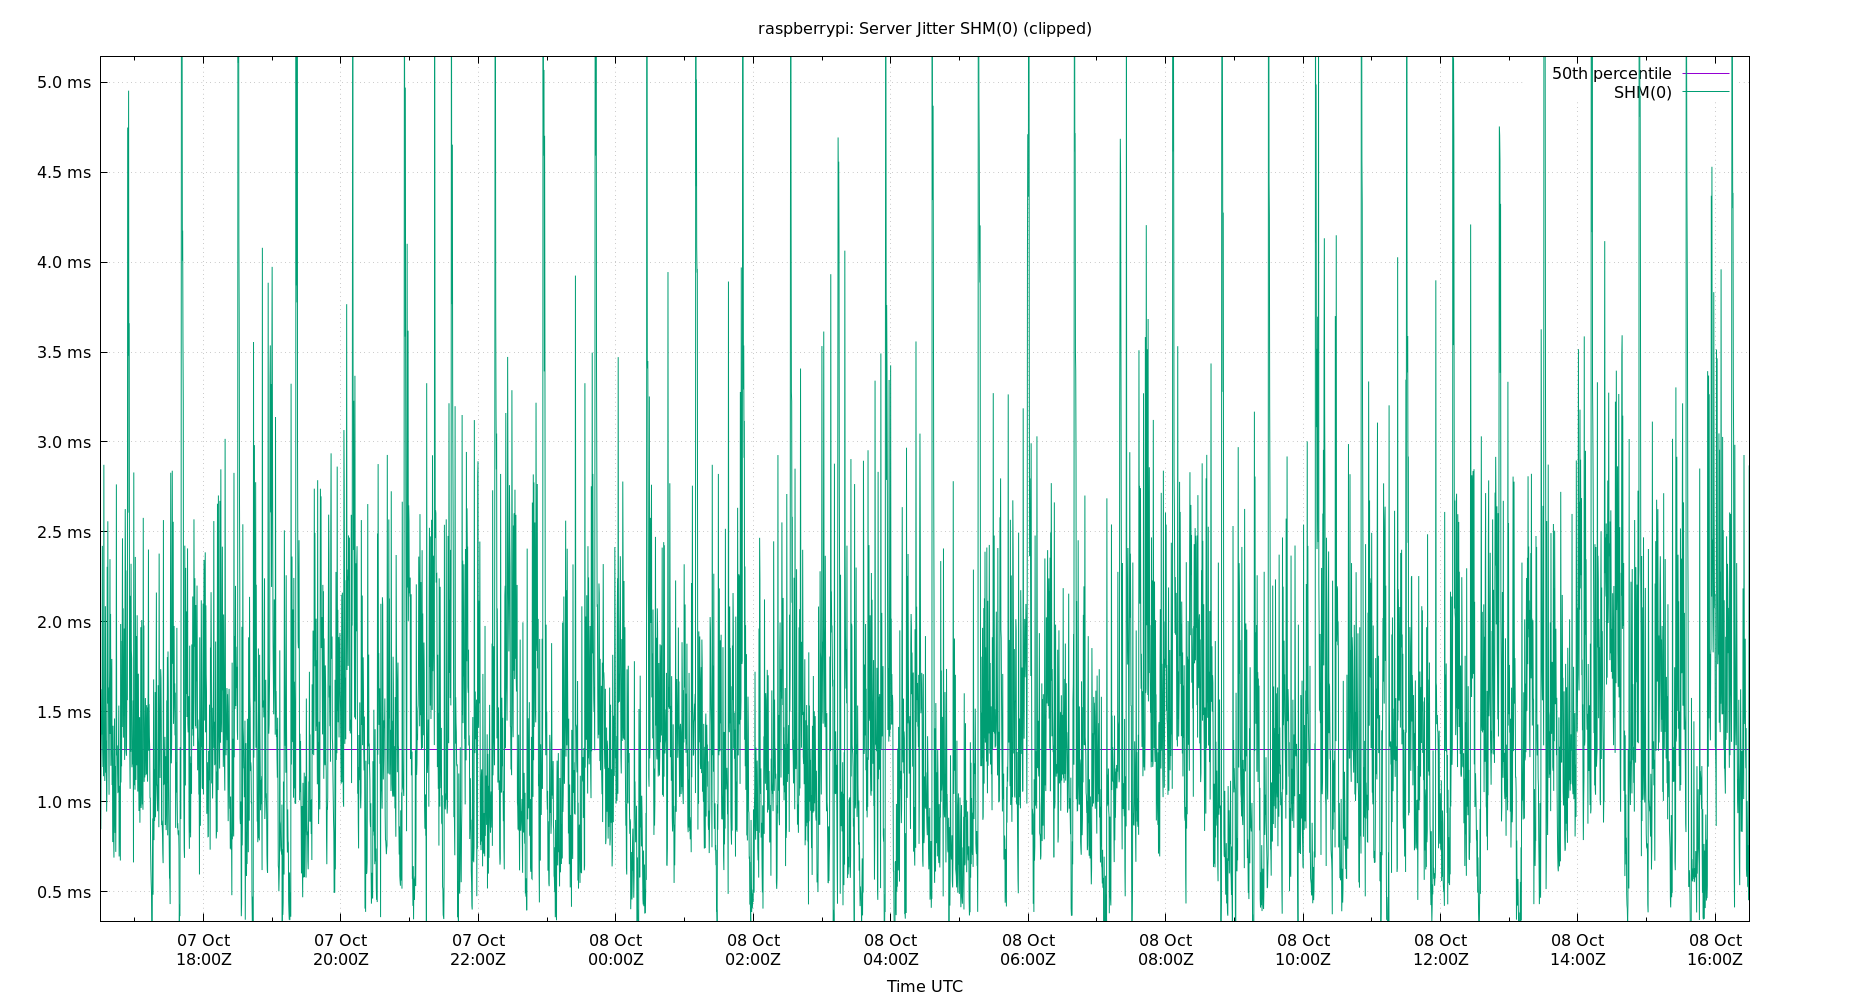 raspberrypi: Server Jitter SHM(0) (clipped)
50th percentile
SHM(0)
5.0 ms
4.5 ms
4.0 ms
3.5 ms
3.0 ms
2.5 ms
2.0 ms
1.5 ms
1.0 ms
0.5 ms
07 Oct 07 Oct 07 Oct 08 Oct 08 Oct 08 Oct 08 Oct 08 Oct 08 Oct 08 Oct 08 Oct 08 Oct
18:00Z 20:00Z 22:00Z 00:00Z 02:00Z 04:00Z 06:00Z 08:00Z 10:00Z 12:00Z 14:00Z 16:00Z
Time UTC